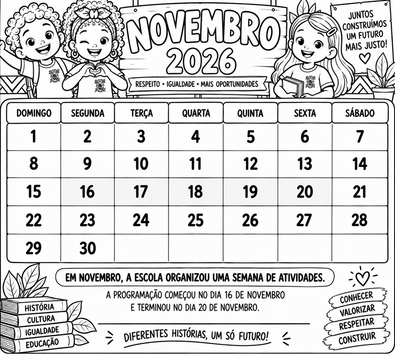 NOVEMBRO
2026
RESPEITO • IGUALDADE • MAIS OPORTUNIDADES
JUNTOS
CONSTRUÍMOS
UM FUTURO
MAIS JUSTO!
DOMINGO SEGUNDA TERÇA QUARTA QUINTA SEXTA SÁBADO
1 2 3 4 5 6 7
8 9 10 11 12 13 14
15 16 17 18 19 20 21
22 23 24 25 26 27 28
29 30
EM NOVEMBRO, A ESCOLA ORGANIZOU UMA SEMANA DE ATIVIDADES.
A PROGRAMAÇÃO COMEÇOU NO DIA 16 DE NOVEMBRO
E TERMINOU NO DIA 20 DE NOVEMBRO.
HISTÓRIA
CULTURA
IGUALDADE
EDUCAÇÃO
DIFERENTES HISTÓRIAS, UM SÓ FUTURO!
CONHECER
VALORIZAR
RESPEITAR
CONSTRUIR